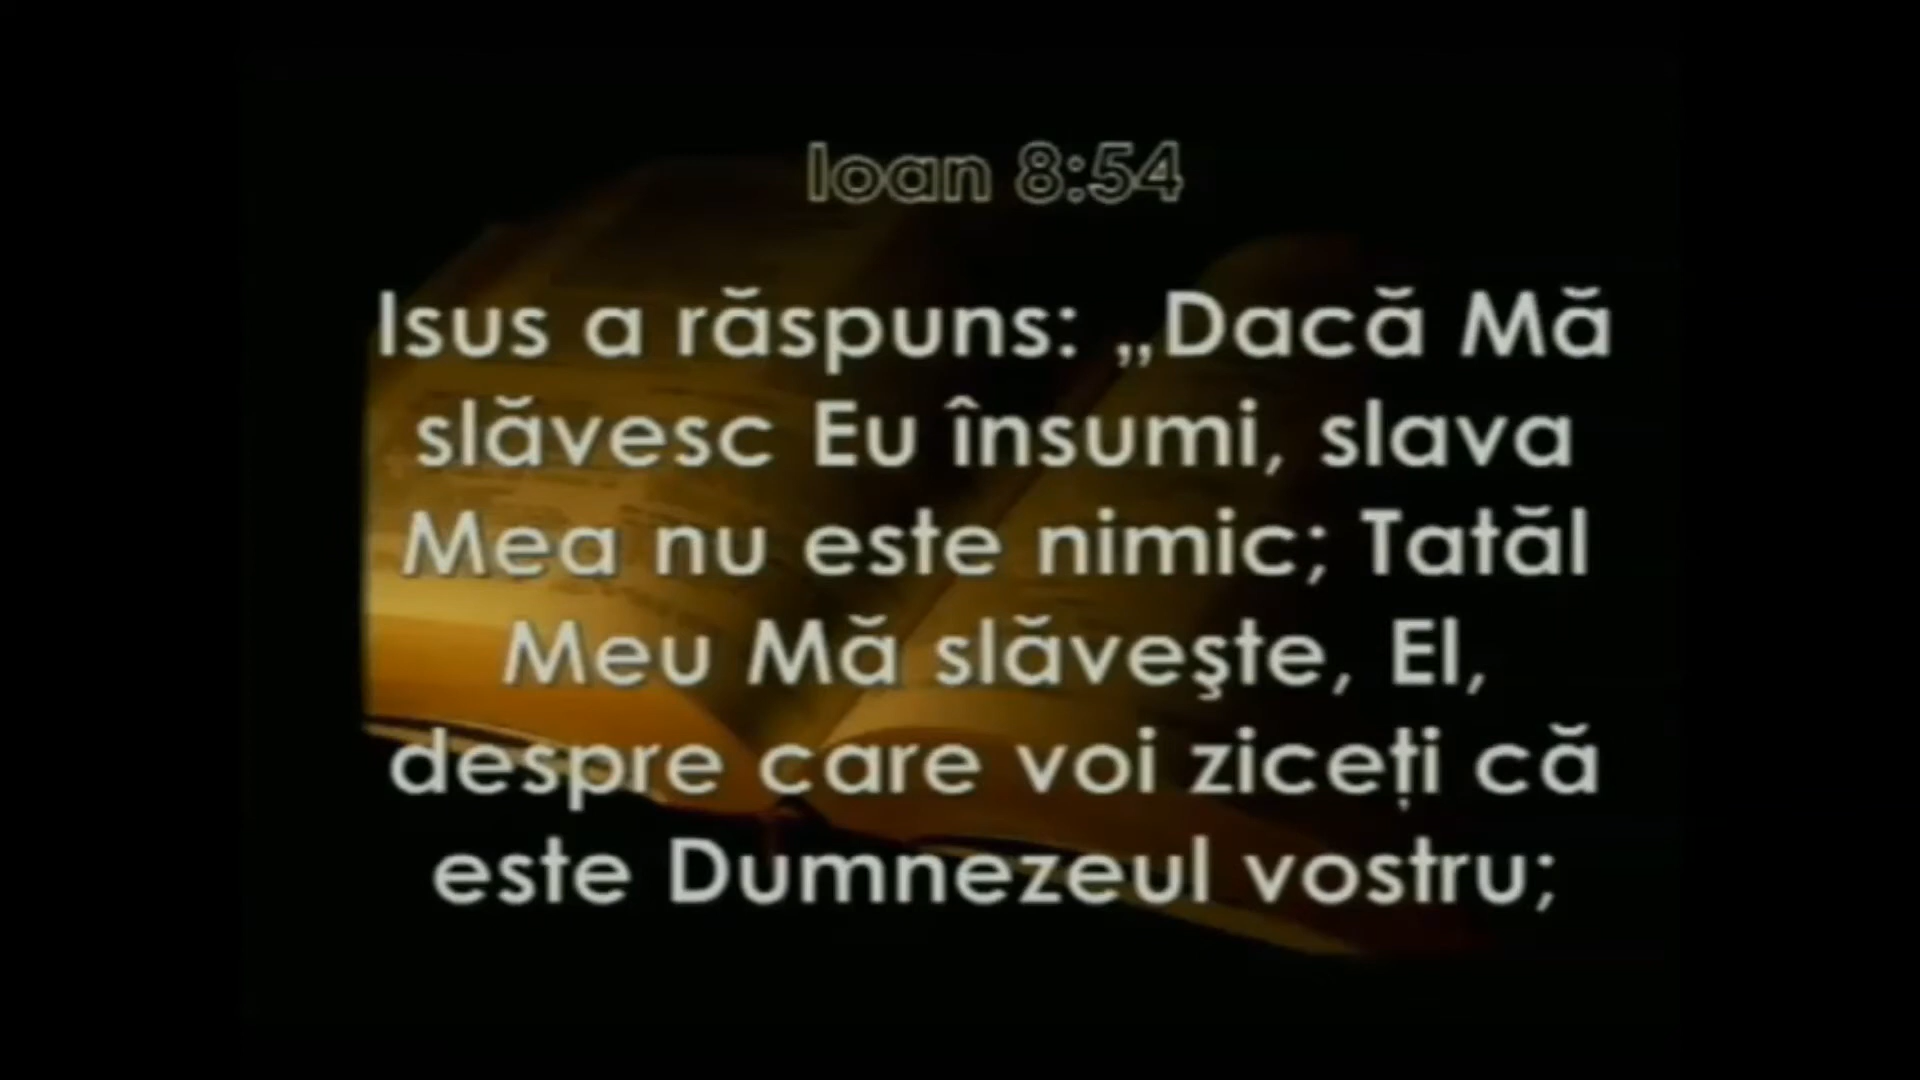 Ioan 8:54
Isus a răspuns: „Dacă Mă
slăvesc Eu însumi, slava
Mea nu este nimic; Tatăl
Meu Mă slăveşte, El,
despre care voi ziceți că
este Dumnezeul vostru;